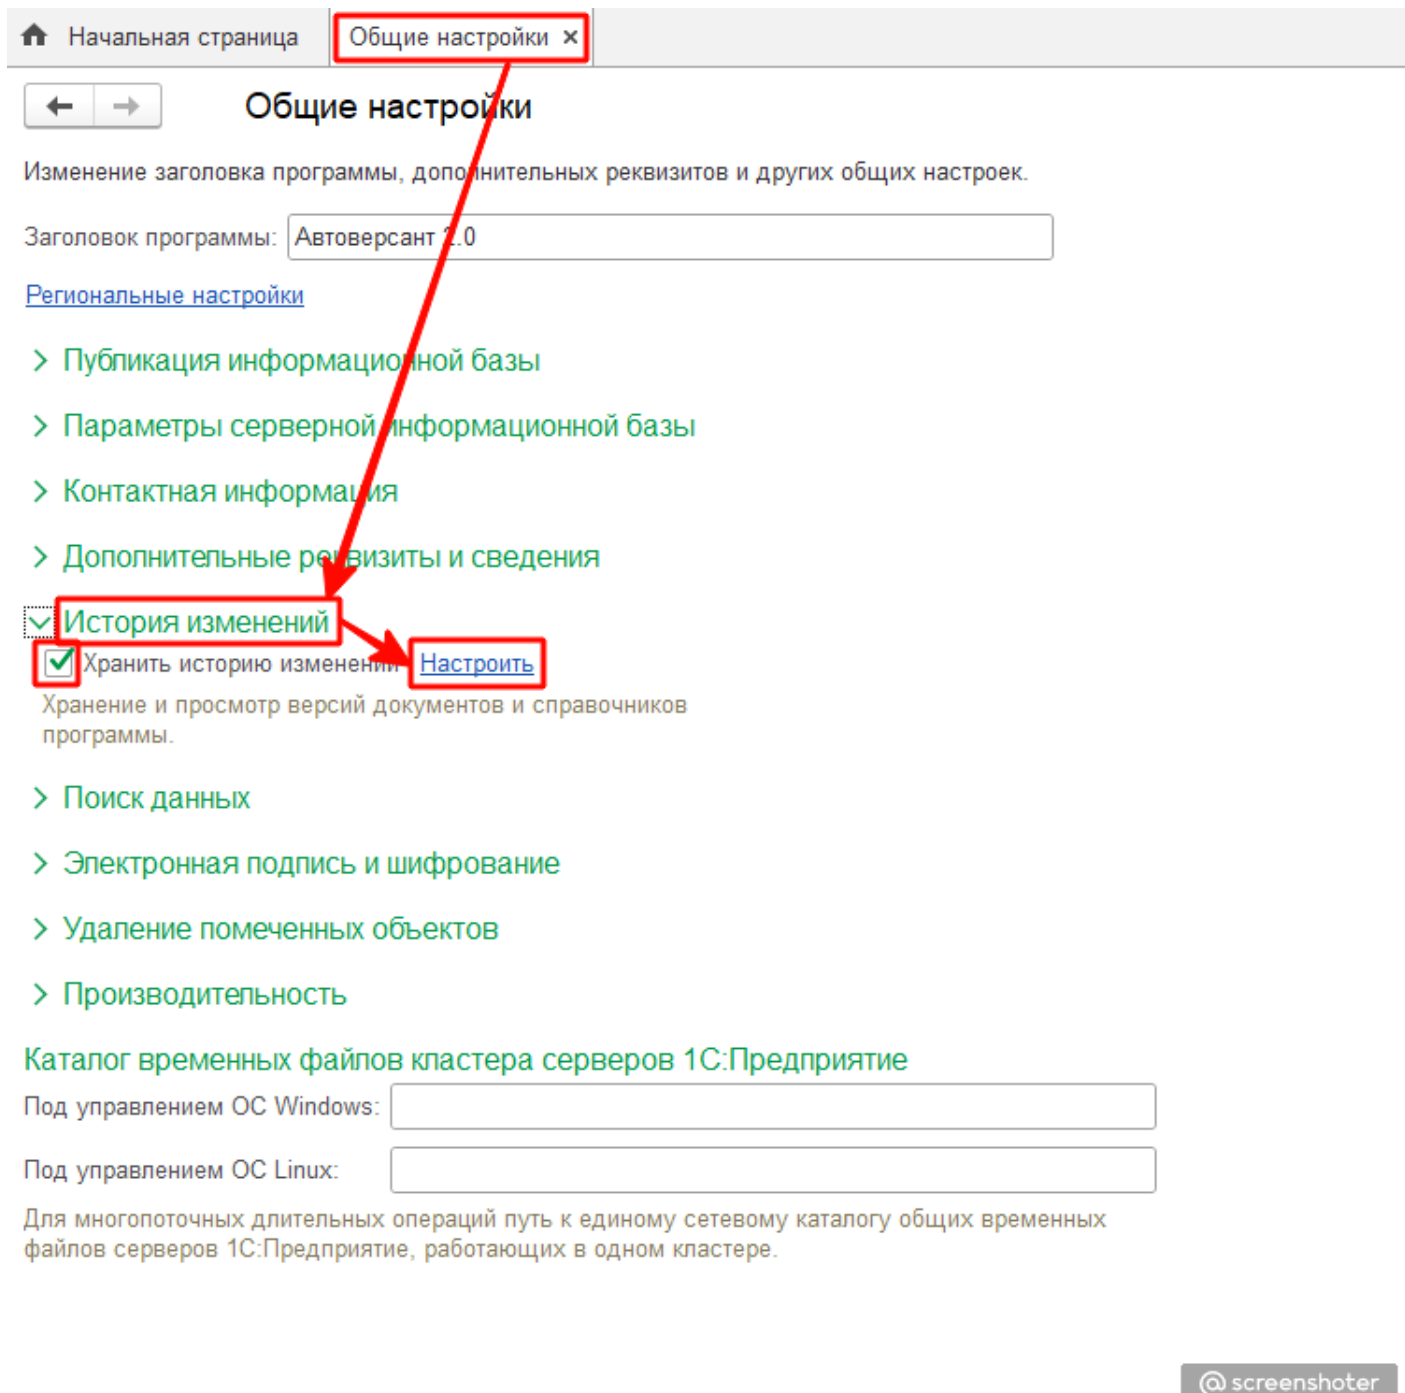 Начальная страница
Общие настройки ×
Общие настройки
Изменение заголовка программы, дополнительных реквизитов и других общих настроек.
Заголовок программы: Автоверсант 2.0
Региональные настройки
Публикация информационной базы
Параметры серверной информационной базы
Контактная информация
Дополнительные реквизиты и сведения
История изменений
Хранить историю изменений Настроить
Хранение и просмотр версий документов и справочников
программы.
Поиск данных
Электронная подпись и шифрование
Удаление помеченных объектов
Производительность
Каталог временных файлов кластера серверов 1С:Предприятие
Под управлением ОС Windows:
Под управлением ОС Linux:
Для многопоточных длительных операций путь к единому сетевому каталогу общих временных
файлов серверов 1С:Предприятие, работающих в одном кластере.
@screenshoter